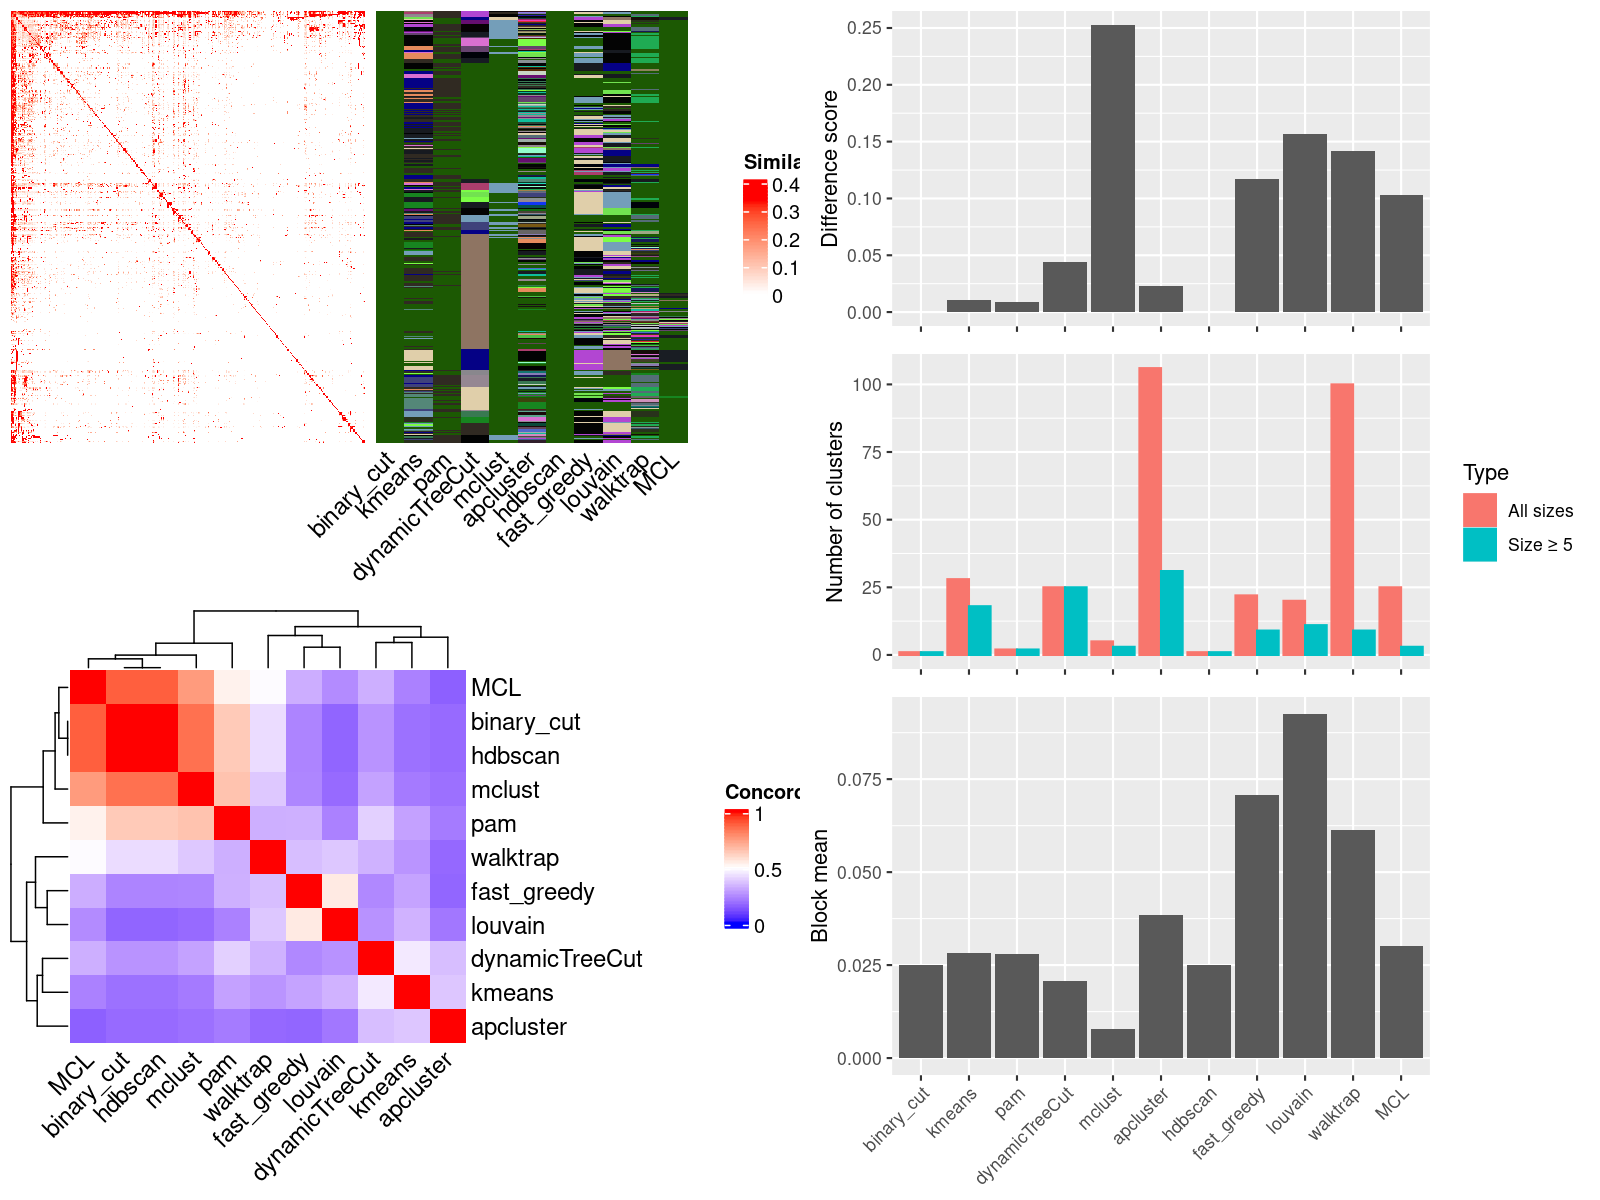 Simila
0.4
0.3
0.2
0.1
0
binary_cut
kmeans
pam
dynamicTreeCut
mclust
apcluster
hdbscan
fast_greedy
louvain
walktrap
MCL
Difference score
0.25
0.20
0.15
0.10
0.05
0.00
Number of clusters
100
75
50
25
0
Type
All sizes
Size ≥ 5
MCL
binary_cut
hdbscan
mclust
pam
walktrap
fast_greedy
louvain
dynamicTreeCut
kmeans
apcluster
MCL
binary_cut
hdbscan
mclust
pam
walktrap
fast_greedy
louvain
dynamicTreeCut
kmeans
apcluster
Concord
1
0.5
0
Block mean
0.075
0.050
0.025
0.000
binary_cut
kmeans
pam
dynamicTreeCut
mclust
apcluster
hdbscan
fast_greedy
louvain
walktrap
MCL